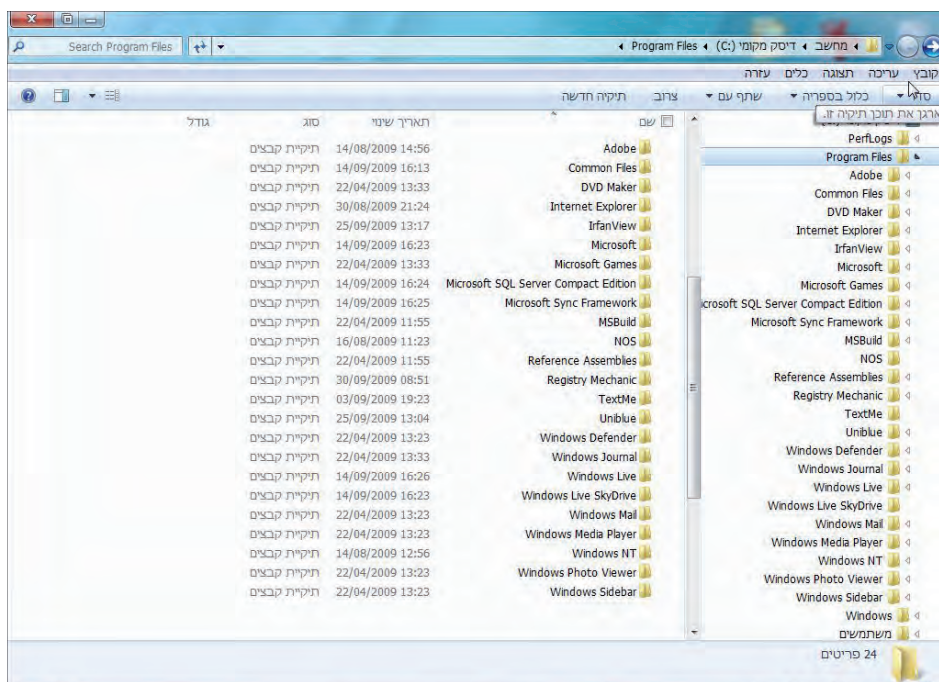 Program Files ◂ דיסק מקומי (C:) ◂ מחשב
Search Program Files
קובץ עריכה תצוגה כלים עזרה
כלול בספריה שתף עם צרוב תיקיה חדשה
ארגן את תוכן תיקיה זו.
PerfLogs
Program Files
Adobe
Common Files
DVD Maker
Internet Explorer
IrfanView
Microsoft
Microsoft Games
Microsoft Sync Framework
MSBuild
NOS
Reference Assemblies
Registry Mechanic
TextMe
Uniblue
Windows Defender
Windows Journal
Windows Live
Windows Live SkyDrive
Windows Mail
Windows Media Player
Windows NT
Windows Photo Viewer
Windows Sidebar
Windows
משתמשים
שם תאריך שינוי סוג גודל
Adobe 14/08/2009 14:56 תיקיית קבצים
Common Files 14/09/2009 16:13 תיקיית קבצים
DVD Maker 22/04/2009 13:33 תיקיית קבצים
Internet Explorer 30/08/2009 21:24 תיקיית קבצים
IrfanView 25/09/2009 13:17 תיקיית קבצים
Microsoft 14/09/2009 16:23 תיקיית קבצים
Microsoft Games 22/04/2009 13:33 תיקיית קבצים
Microsoft SQL Server Compact Edition 14/09/2009 16:24 תיקיית קבצים
Microsoft Sync Framework 14/09/2009 16:25 תיקיית קבצים
MSBuild 22/04/2009 11:55 תיקיית קבצים
NOS 16/08/2009 11:23 תיקיית קבצים
Reference Assemblies 22/04/2009 11:55 תיקיית קבצים
Registry Mechanic 30/09/2009 08:51 תיקיית קבצים
TextMe 03/09/2009 19:23 תיקיית קבצים
Uniblue 25/09/2009 13:04 תיקיית קבצים
Windows Defender 22/04/2009 13:23 תיקיית קבצים
Windows Journal 22/04/2009 13:33 תיקיית קבצים
Windows Live 14/09/2009 16:26 תיקיית קבצים
Windows Live SkyDrive 14/09/2009 16:23 תיקיית קבצים
Windows Mail 22/04/2009 13:23 תיקיית קבצים
Windows Media Player 22/04/2009 13:23 תיקיית קבצים
Windows NT 14/08/2009 12:56 תיקיית קבצים
Windows Photo Viewer 22/04/2009 13:23 תיקיית קבצים
Windows Sidebar 22/04/2009 13:23 תיקיית קבצים
24 פריטים